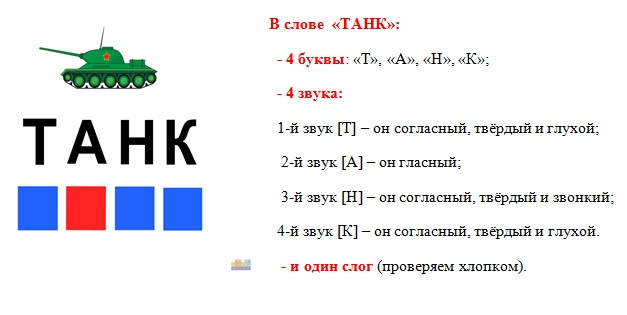 ТАНК
В слове «ТАНК»:
- 4 буквы: «Т», «А», «Н», «К»;
- 4 звука:
1-й звук [Т] – он согласный, твёрдый и глухой;
2-й звук [А] – он гласный;
3-й звук [Н] – он согласный, твёрдый и звонкий;
4-й звук [К] – он согласный, твёрдый и глухой.
- и один слог (проверяем хлопком).